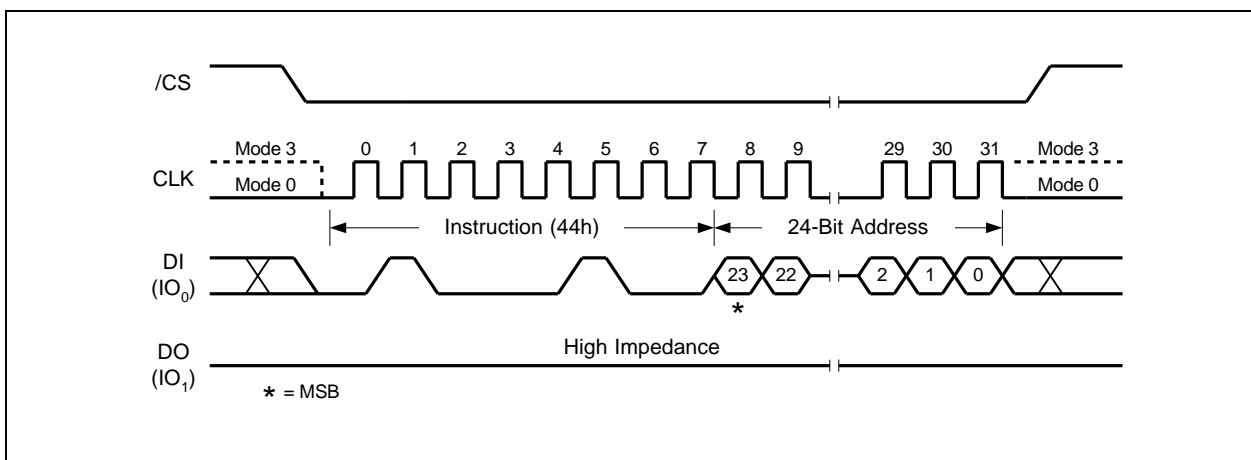 /CS
Mode 3 0 1 2 3 4 5 6 7 8 9 29 30 31 Mode 3
CLK Mode 0 Mode 0
Instruction (44h) 24-Bit Address
DI
(IO0) 23 22 2 1 0
*
High Impedance
DO
(IO1)
* = MSB